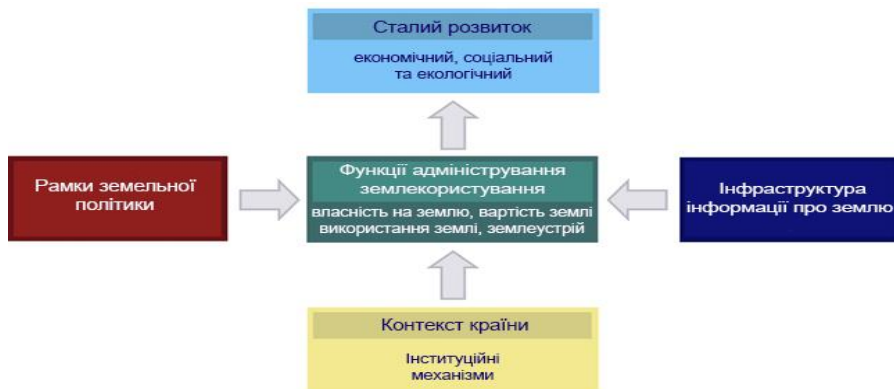 Сталий розвиток
економічний, соціальний
та екологічний
Рамки земельної
політики
Функції адміністрування
землекористування
власність на землю, вартість землі
використання землі, землеустрій
Інфраструктура
інформації про землю
Контекст країни
Інституційні
механізми